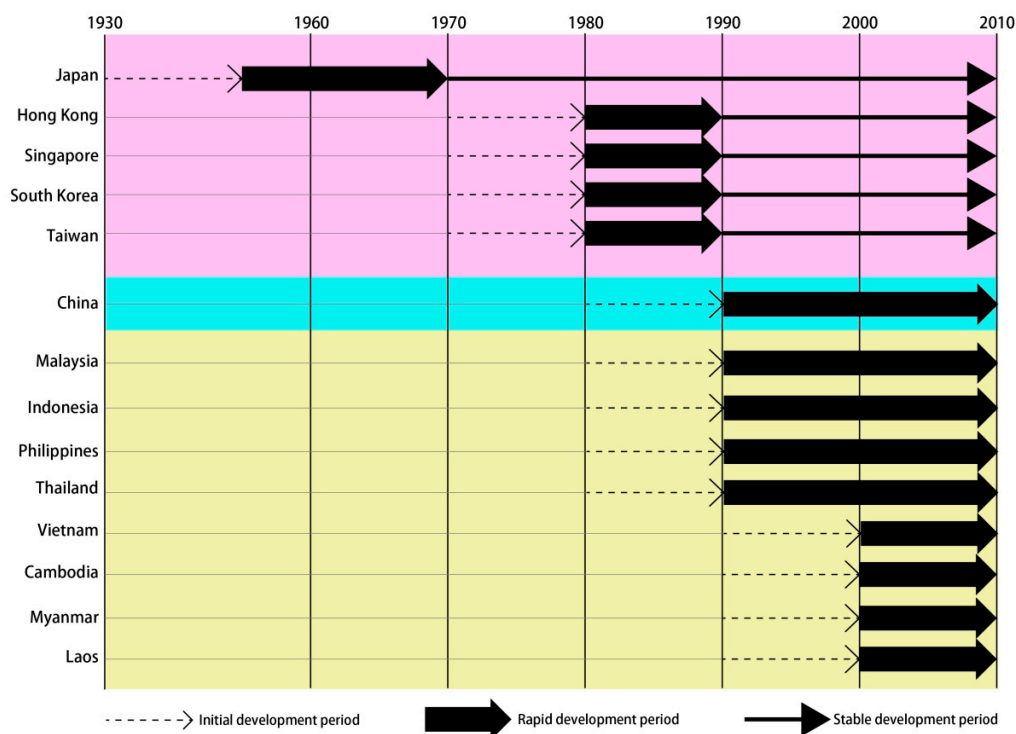 1930 1960 1970 1980 1990 2000 2010
Japan
Hong Kong
Singapore
South Korea
Taiwan
China
Malaysia
Indonesia
Philippines
Thailand
Vietnam
Cambodia
Myanmar
Laos
Initial development period Rapid development period Stable development period